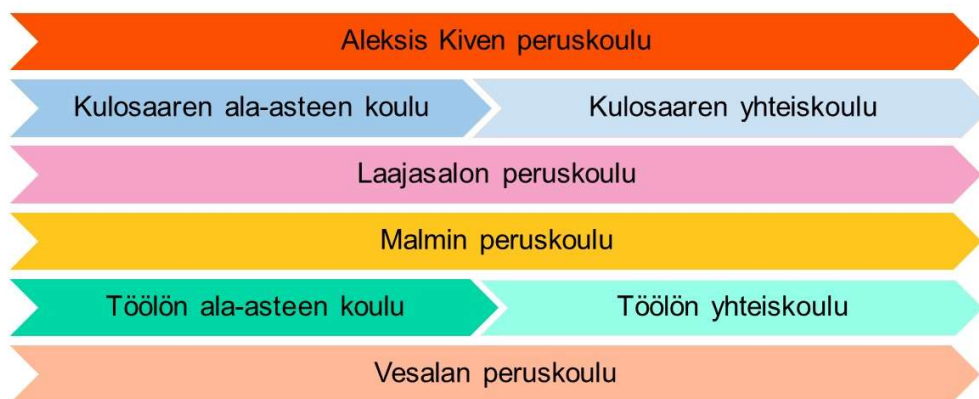 Aleksis Kiven peruskoulu
Kulosaaren ala-asteen koulu
Kulosaaren yhteiskoulu
Laajasalon peruskoulu
Malmin peruskoulu
Töölön ala-asteen koulu
Töölön yhteiskoulu
Vesalan peruskoulu